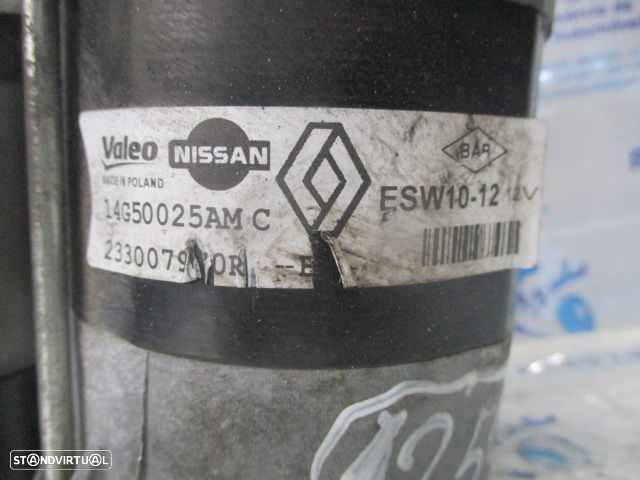 Valeo NISSAN
MADE IN POLAND
14G50025AM C
BAR
ESW10-12 12V
STANDVIRTUAL